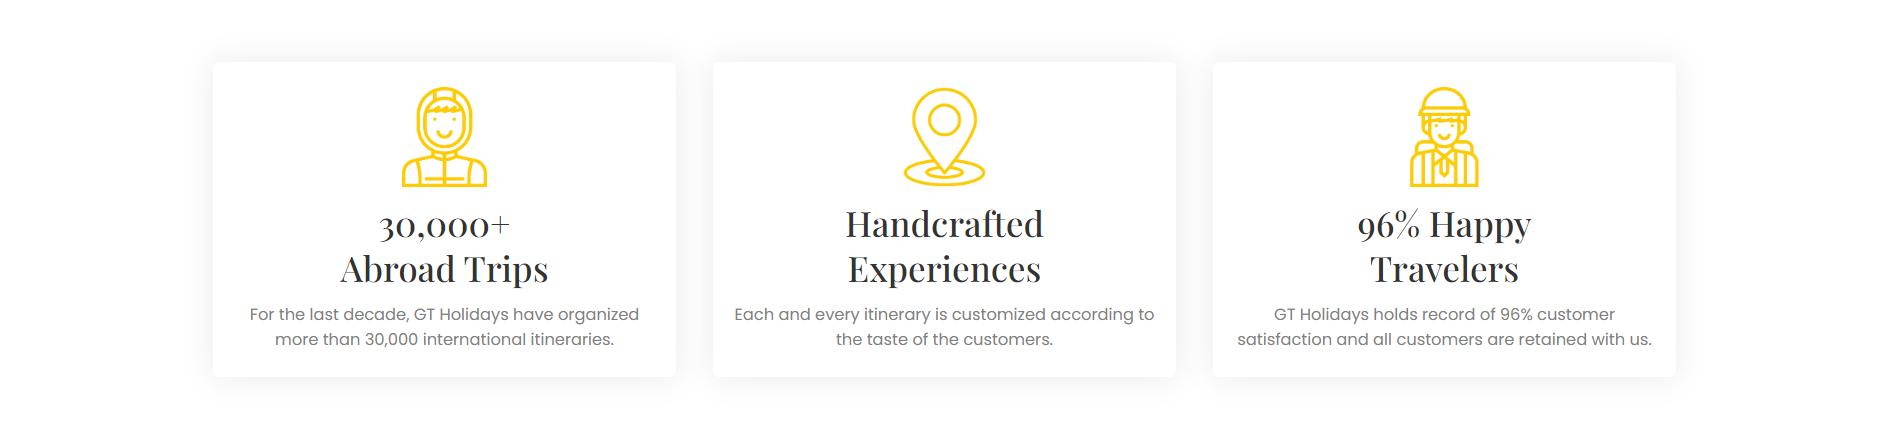 30,000+
Abroad Trips
For the last decade, GT Holidays have organized
more than 30,000 international itineraries.
Handcrafted
Experiences
Each and every itinerary is customized according to
the taste of the customers.
96% Happy
Travelers
GT Holidays holds record of 96% customer
satisfaction and all customers are retained with us.